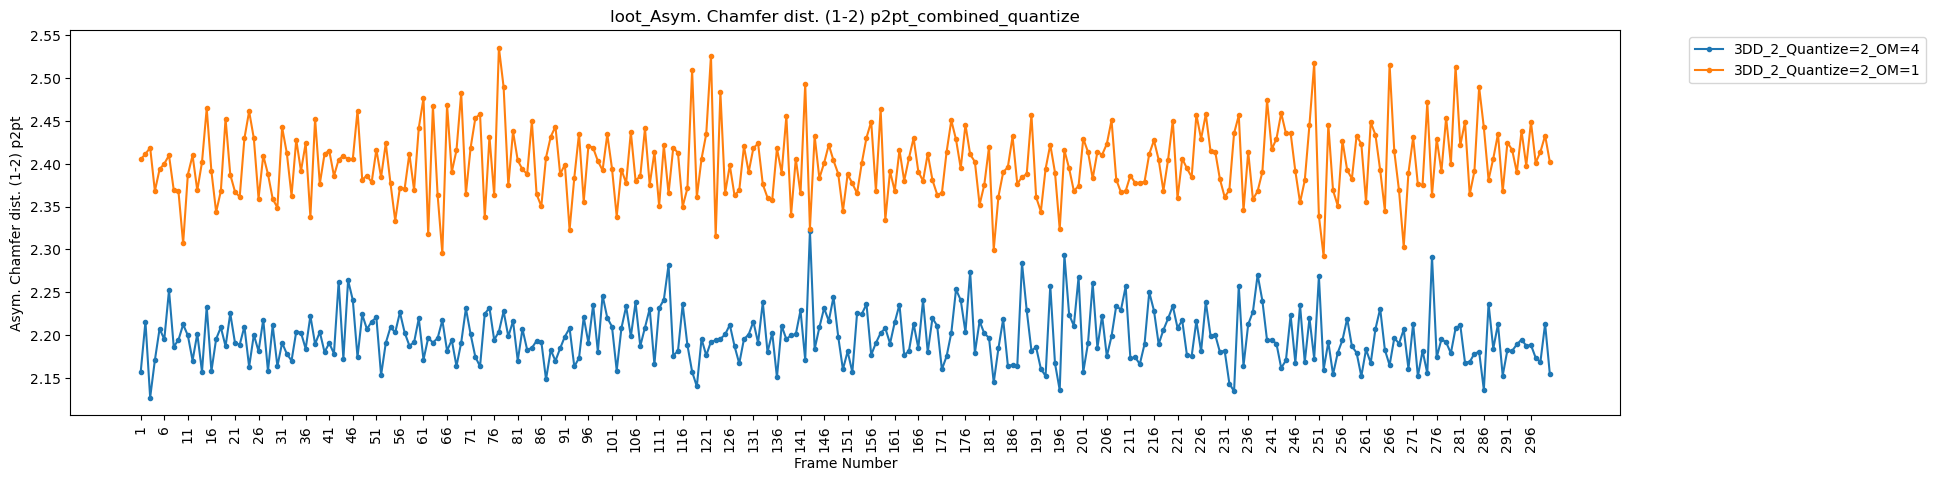 loot_Asym. Chamfer dist. (1-2) p2pt_combined_quantize
3DD_2_Quantize=2_OM=4
3DD_2_Quantize=2_OM=1
Asym. Chamfer dist. (1-2) p2pt
2.55
2.50
2.45
2.40
2.35
2.30
2.25
2.20
2.15
1 6 11 16 21 26 31 36 41 46 51 56 61 66 71 76 81 86 91 96 101 106 111 116 121 126 131 136 141 146 151 156 161 166 171 176 181 186 191 196 201 206 211 216 221 226 231 236 241 246 251 256 261 266 271 276 281 286 291 296
Frame Number